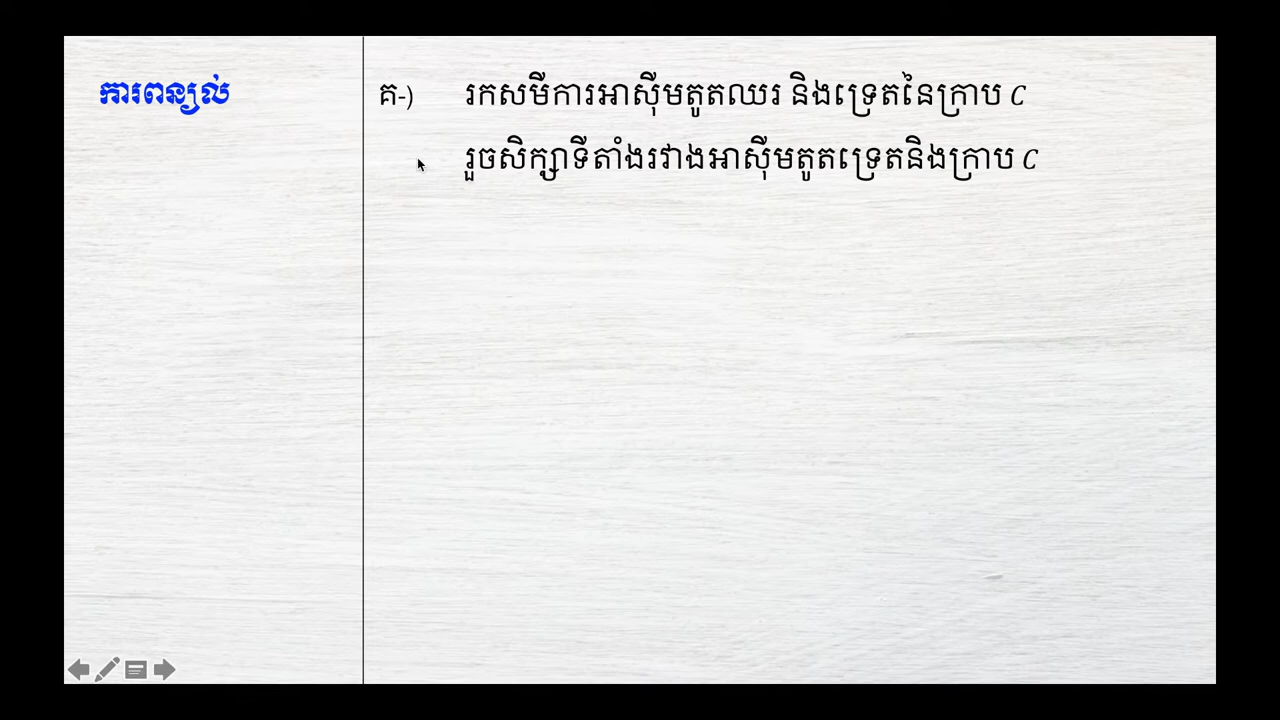 ការពន្យល់
គ-) រកសមីការអាស៊ីមតូតឈរ និងទ្រេតនៃក្រាប C
រួចសិក្សាទីតាំងរវាងអាស៊ីមតូតទ្រេតនិងក្រាប C